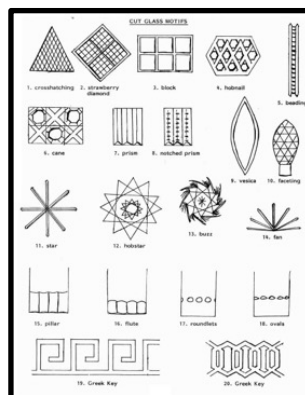 CUT GLASS MOTIFS
1. crosshatching
2. strawberry
diamond
3. block
4. hobnail
5. beading
6. cane
7. prism
8. notched prism
9. vesica
10. faceting
11. star
12. hobstar
13. buzz
14. fan
15. pillar
16. flute
17. roundlets
18. ovals
19. Greek Key
20. Greek Key